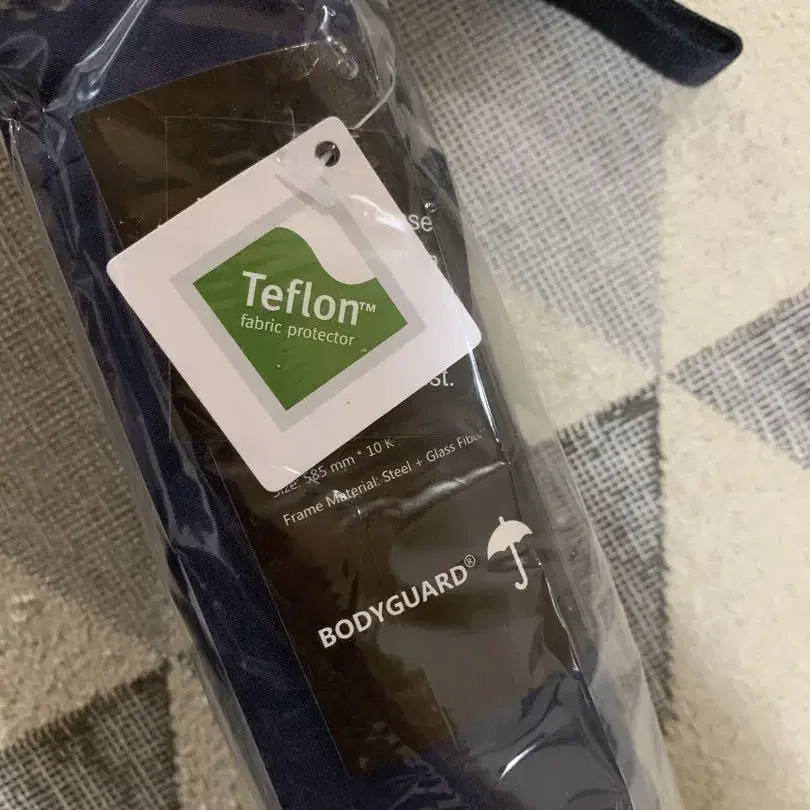 Teflon™
fabric protector
Size: 585 mm * 10 K
Frame Material: Steel + Glass Fiber
BODYGUARD®